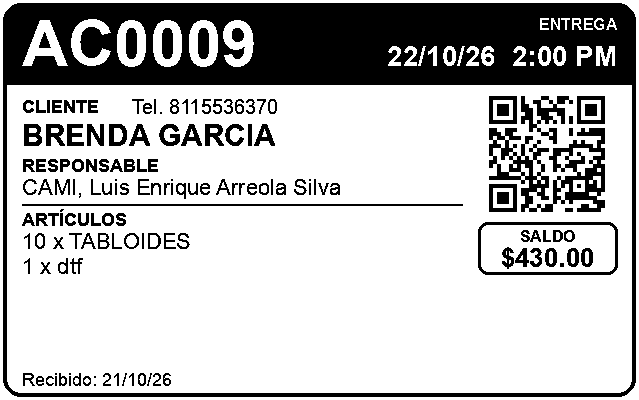 AC0009
ENTREGA
22/10/26 2:00 PM
CLIENTE Tel. 8115536370
BRENDA GARCIA
RESPONSABLE
CAMI, Luis Enrique Arreola Silva
ARTÍCULOS
10 x TABLOIDES
1 x dtf
SALDO
$430.00
Recibido: 21/10/26